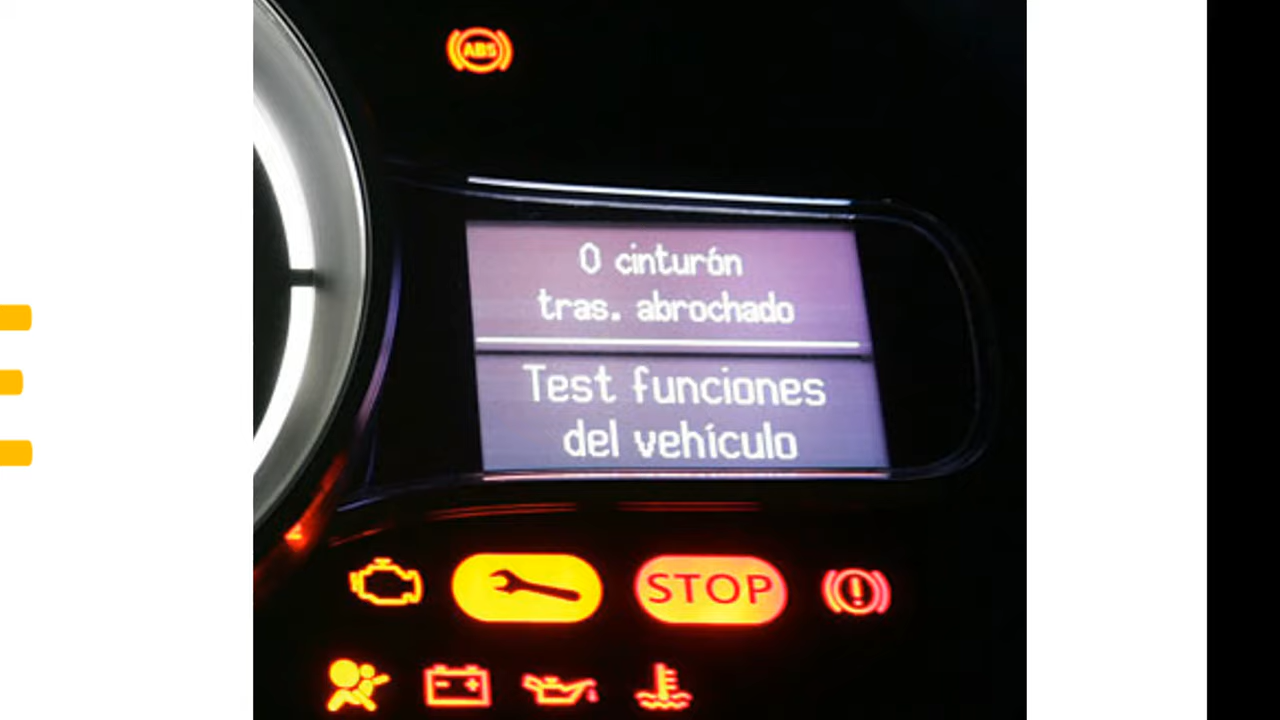 ABS
0 cinturón
tras. abrochado
Test funciones
del vehículo
STOP